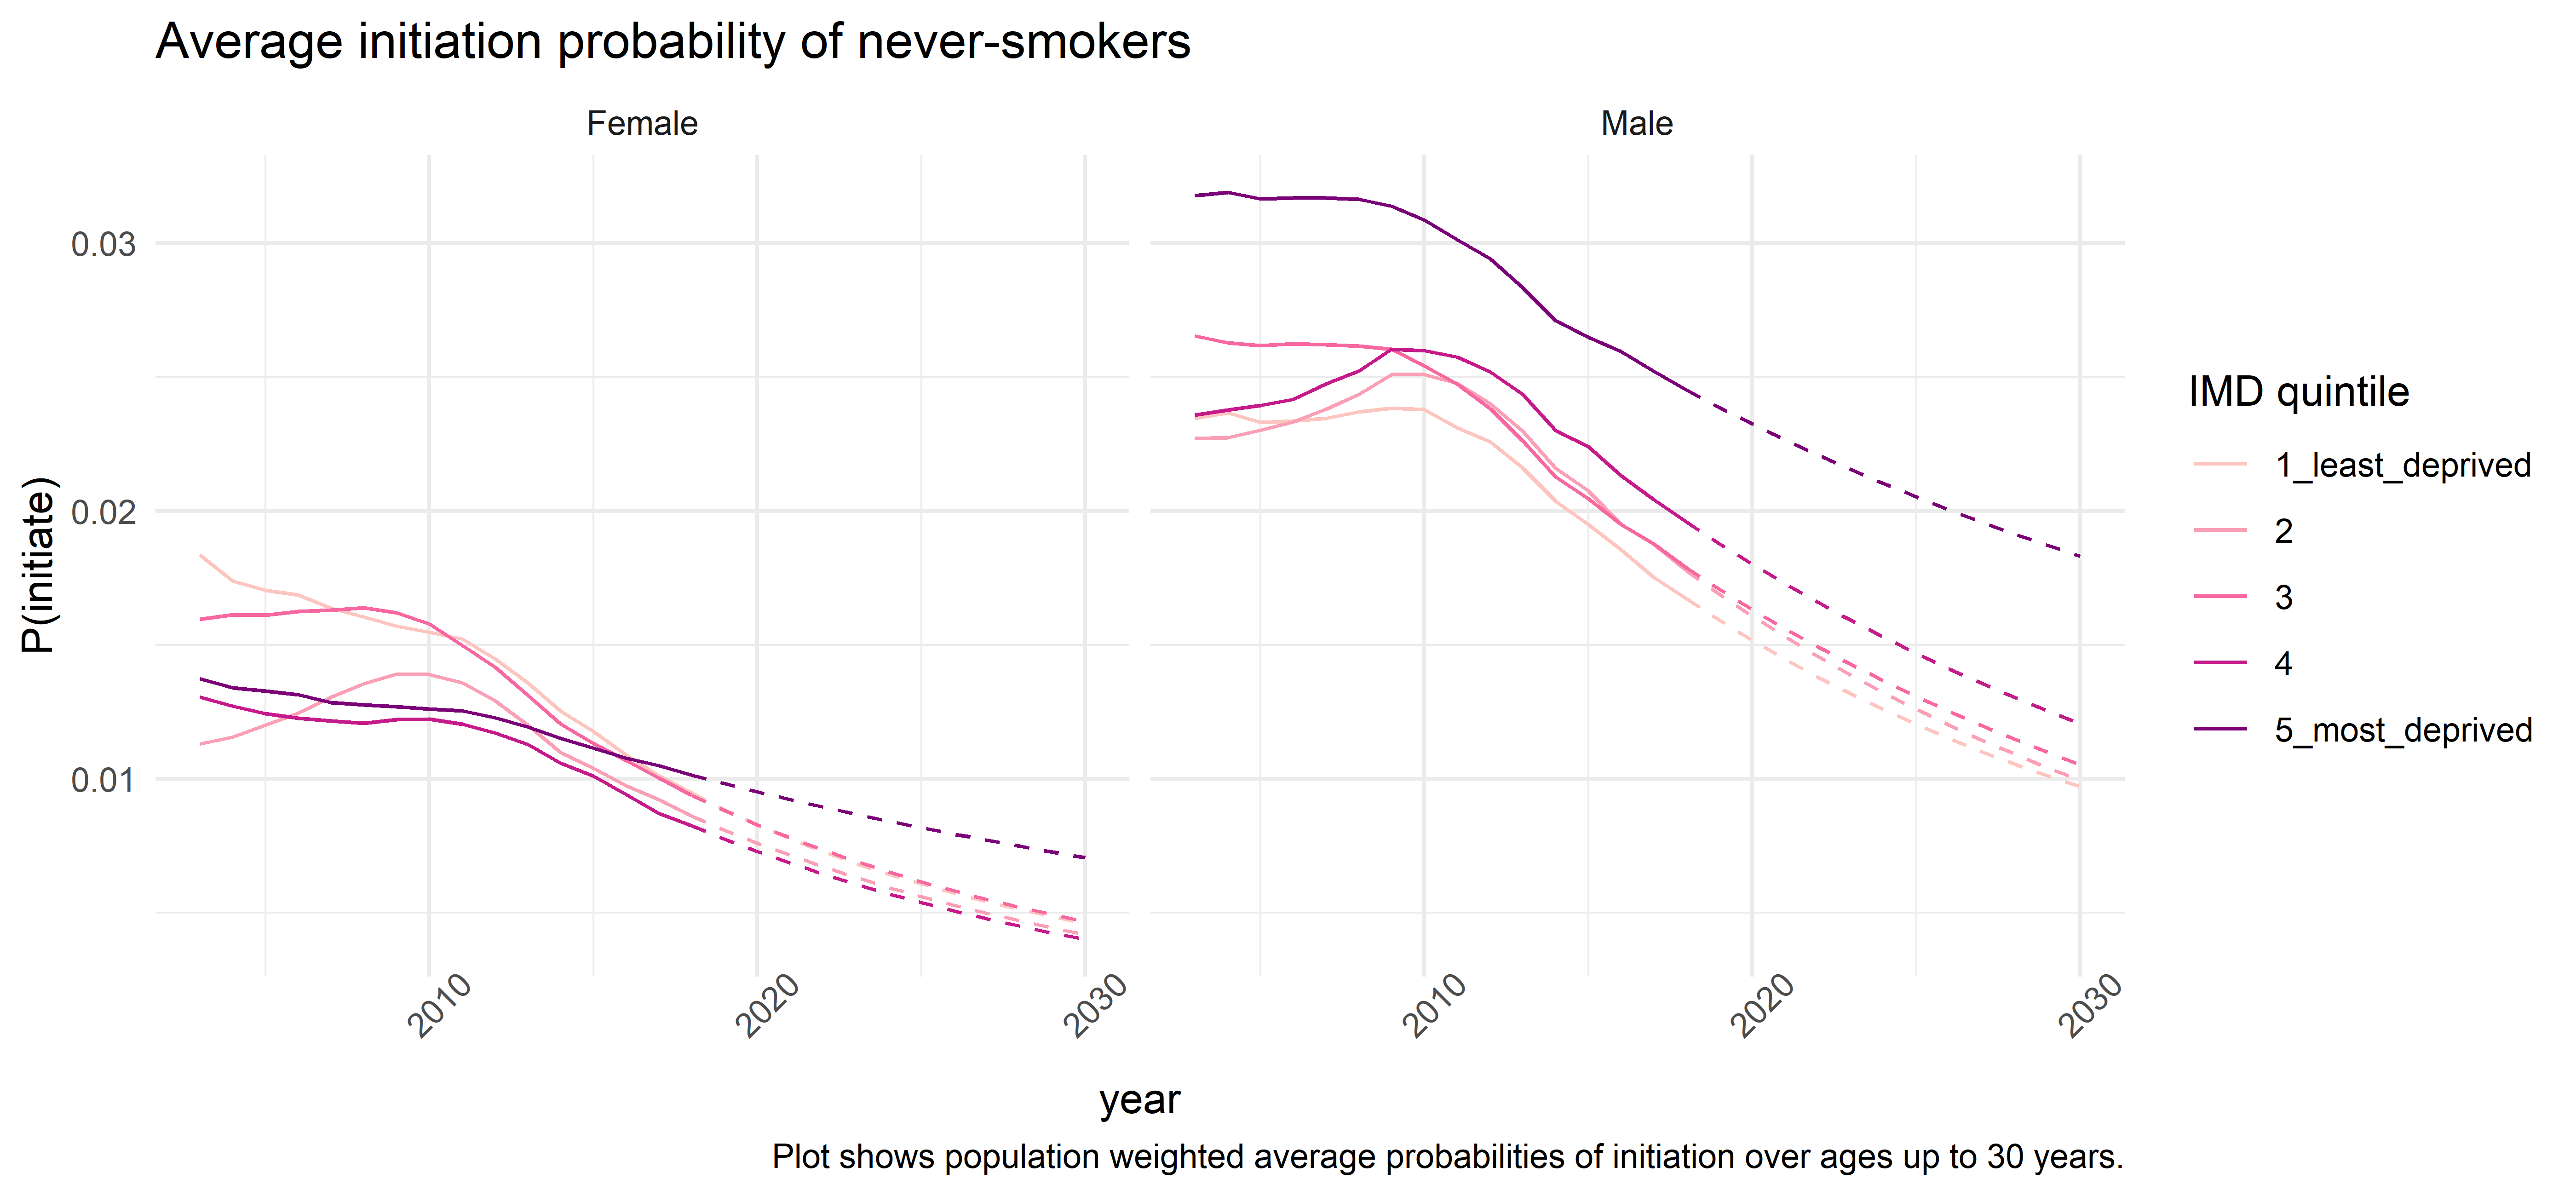 Average initiation probability of never-smokers
Female
Male
0.03
0.02
0.01
P(initiate)
2010
2020
2030
2010
2020
2030
year
IMD quintile
1_least_deprived
2
3
4
5_most_deprived
Plot shows population weighted average probabilities of initiation over ages up to 30 years.